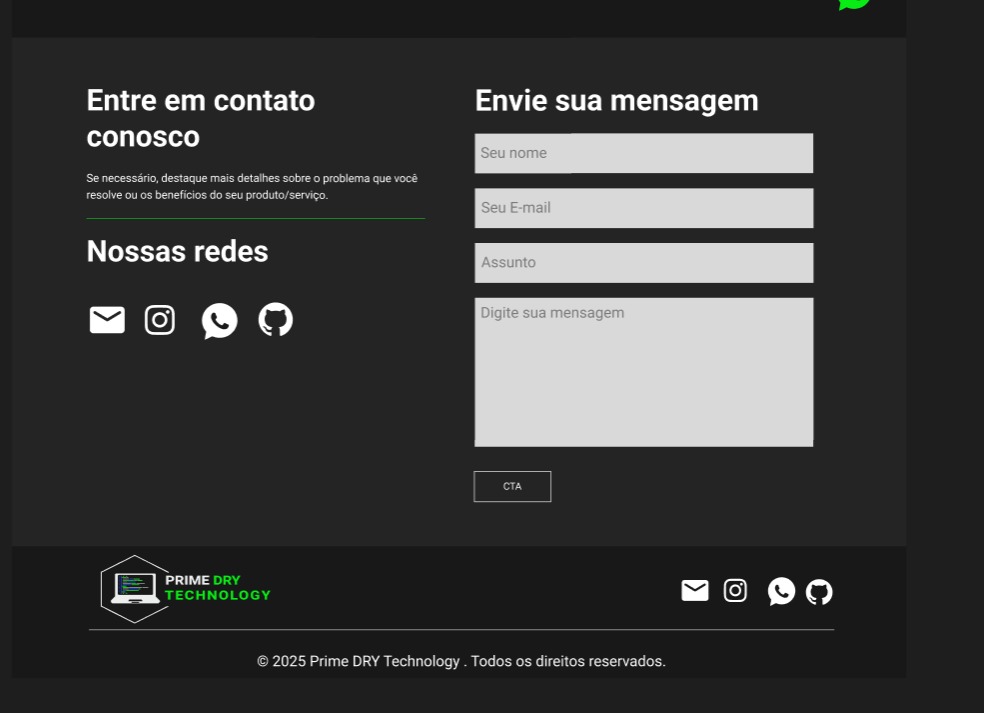 Entre em contato
conosco
Se necessário, destaque mais detalhes sobre o problema que você
resolve ou os benefícios do seu produto/serviço.
Nossas redes
Envie sua mensagem
Seu nome
Seu E-mail
Assunto
Digite sua mensagem
CTA
PRIME DRY
TECHNOLOGY
© 2025 Prime DRY Technology . Todos os direitos reservados.